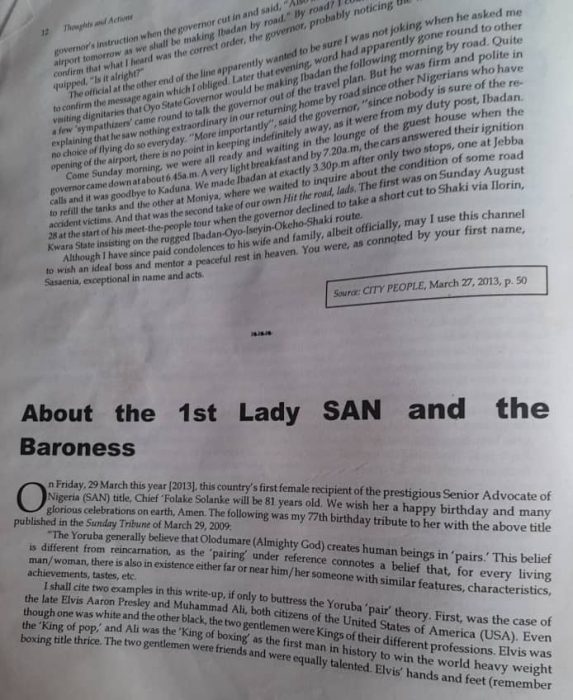 12 Thoughts and Actions
governor's instruction when the governor cut in and said, "Also
airport tomorrow as we shall be making Ibadan by road." By road? I
confirm that what I heard was the correct order, the governor, probably noticing
quipped. "Is it alright?"
The official at the other end of the line apparently wanted to be sure I was not joking when he asked me
to confirm the message again which I obliged. Later that evening, word had apparently gone round to other
visiting dignitaries that Oyo State Governor would be making Ibadan the following morning by road. Quite
a few 'sympathizers' came round to talk the governor out of the travel plan. But he was firm and polite in
explaining that he saw nothing extraordinary in our returning home by road since other Nigerians who have
no choice of flying do so everyday. "More importantly", said the governor, "since nobody is sure of the re-
opening of the airport, there is no point in keeping indefinitely away, as it were from my duty post, Ibadan.
Come Sunday morning, we were all ready and waiting in the lounge of the guest house when the
governor came down at about 6.45a.m. A very light breakfast and by 7.20a.m, the cars answered their ignition
calls and it was goodbye to Kaduna. We made Ibadan at exactly 3.30p.m after only two stops, one at Jebba
to refill the tanks and the other at Moniya, where we waited to inquire about the condition of some road
accident victims. And that was the second take of our own Hit the road, lads. The first was on Sunday August
28 at the start of his meet-the-people tour when the governor declined to take a short cut to Shaki via Ilorin,
Kwara State insisting on the rugged Ibadan-Oyo-Iseyin-Okeho-Shaki route.
Although I have since paid condolences to his wife and family, albeit officially, may I use this channel
to wish an ideal boss and mentor a peaceful rest in heaven. You were, as connoted by your first name,
Sasaenia, exceptional in name and acts.
Source: CITY PEOPLE, March 27, 2013, p. 50
About the 1st Lady SAN and the
Baroness
On Friday, 29 March this year [2013], this country's first female recipient of the prestigious Senior Advocate of
Nigeria (SAN) title, Chief 'Folake Solanke will be 81 years old. We wish her a happy birthday and many
glorious celebrations on earth, Amen. The following was my 77th birthday tribute to her with the above title
published in the Sunday Tribune of March 29, 2009:
"The Yoruba generally believe that Olodumare (Almighty God) creates human beings in 'pairs.' This belief
is different from reincarnation, as the 'pairing' under reference connotes a belief that, for every living
man/woman, there is also in existence either far or near him/her someone with similar features, characteristics,
achievements, tastes, etc.
I shall cite two examples in this write-up, if only to buttress the Yoruba 'pair' theory. First, was the case of
the late Elvis Aaron Presley and Muhammad Ali, both citizens of the United States of America (USA). Even
though one was white and the other black, the two gentlemen were Kings of their different professions. Elvis was
the 'King of pop,' and Ali was the 'King of boxing' as the first man in history to win the world heavy weight
boxing title thrice. The two gentlemen were friends and were equally talented. Elvis' hands and feet (remember